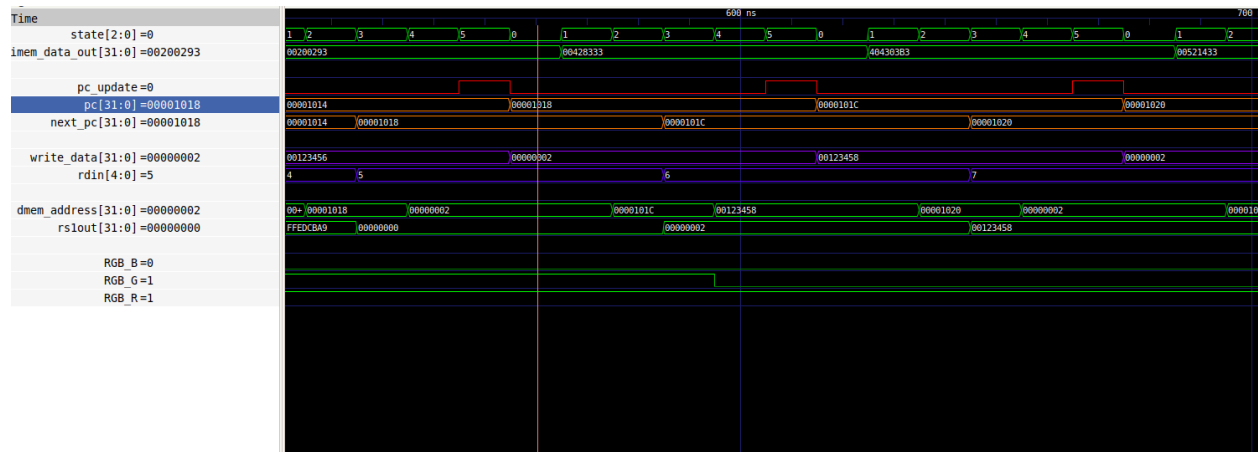 Time 600 ns 700
state[2:0]=0 1 2 3 4 5 0 1 2 3 4 5 0 1 2 3 4 5 0 1 2
imem_data_out[31:0]=00200293 00200293 00428333 404303B3 00521433
pc_update=0
pc[31:0]=00001018 00001014 00001018 0000101C 00001020
next_pc[31:0]=00001018 00001014 00001018 0000101C 00001020
write_data[31:0]=00000002 00123456 00000002 00123458 00000002
rdin[4:0]=5 4 5 6 7
dmem_address[31:0]=00000002 00+ 00001018 00000002 0000101C 00123458 00001020 00000002 000010
rs1out[31:0]=00000000 FFEDCBA9 00000000 00000002 00123458
RGB_B=0
RGB_G=1
RGB_R=1